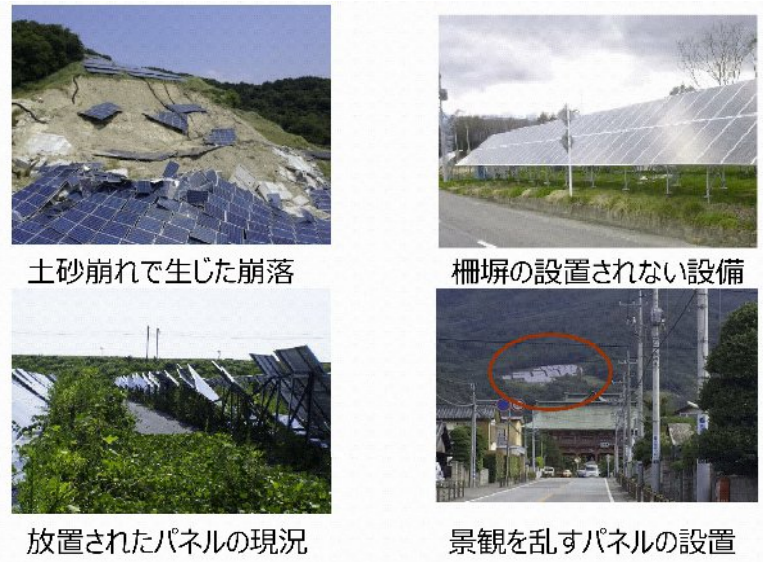 土砂崩れで生じた崩落
柵塀の設置されない設備
放置されたパネルの現況
景観を乱すパネルの設置